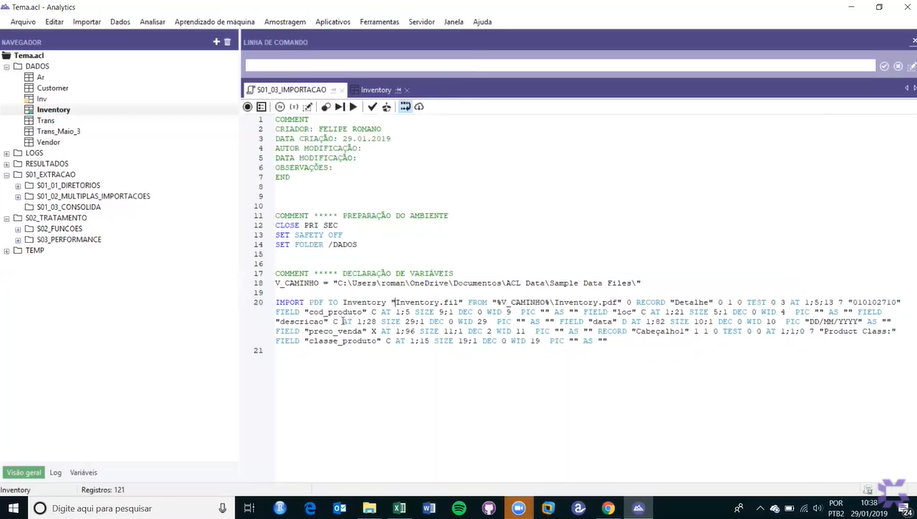 Tema.acl - Analytics
Arquivo Editar Importar Dados Analisar Aprendizado de máquina Amostragem Aplicativos Ferramentas Servidor Janela Ajuda
NAVEGADOR
LINHA DE COMANDO
Tema.acl
DADOS
Ar
Customer
Inv
Inventory
Trans
Trans_Maio_3
Vendor
LOGS
RESULTADOS
S01_EXTRACAO
S01_01_DIRETORIOS
S01_02_MULTIPLAS_IMPORTACOES
S01_03_CONSOLIDA
S02_TRATAMENTO
S02_FUNCOES
S03_PERFORMANCE
TEMP
S01_03_IMPORTACAO
Inventory
1 COMMENT
2 CRIADOR: FELIPE ROMANO
3 DATA CRIAÇÃO: 29.01.2019
4 AUTOR MODIFICAÇÃO:
5 DATA MODIFICAÇÃO:
6 OBSERVAÇÕES:
7 END
8
9
10
11 COMMENT ***** PREPARAÇÃO DO AMBIENTE
12 CLOSE PRI SEC
13 SET SAFETY OFF
14 SET FOLDER /DADOS
15
16
17 COMMENT ***** DECLARAÇÃO DE VARIÁVEIS
18 V_CAMINHO = "C:\Users\roman\OneDrive\Documentos\ACL Data\Sample Data Files\"
19
20 IMPORT PDF TO Inventory "Inventory.fil" FROM "%V_CAMINHO%\Inventory.pdf" 0 RECORD "Detalhe" 0 1 0 TEST 0 3 AT 1;5;13 7 "010102710"
FIELD "cod_produto" C AT 1;5 SIZE 9;1 DEC 0 WID 9 PIC "" AS "" FIELD "loc" C AT 1;21 SIZE 5;1 DEC 0 WID 4 PIC "" AS "" FIELD
"descricao" C AT 1;28 SIZE 29;1 DEC 0 WID 29 PIC "" AS "" FIELD "data" D AT 1;82 SIZE 10;1 DEC 0 WID 10 PIC "DD/MM/YYYY" AS ""
FIELD "preco_venda" X AT 1;96 SIZE 11;1 DEC 2 WID 11 PIC "" AS "" RECORD "Cabeçalho1" 1 1 0 TEST 0 0 AT 1;1;0 7 "Product Class:"
FIELD "classe_produto" C AT 1;15 SIZE 19;1 DEC 0 WID 19 PIC "" AS ""
21
Visão geral Log Variáveis
Inventory Registros: 121
Digite aqui para pesquisar
POR
PTB2
10:38
29/01/2019
24